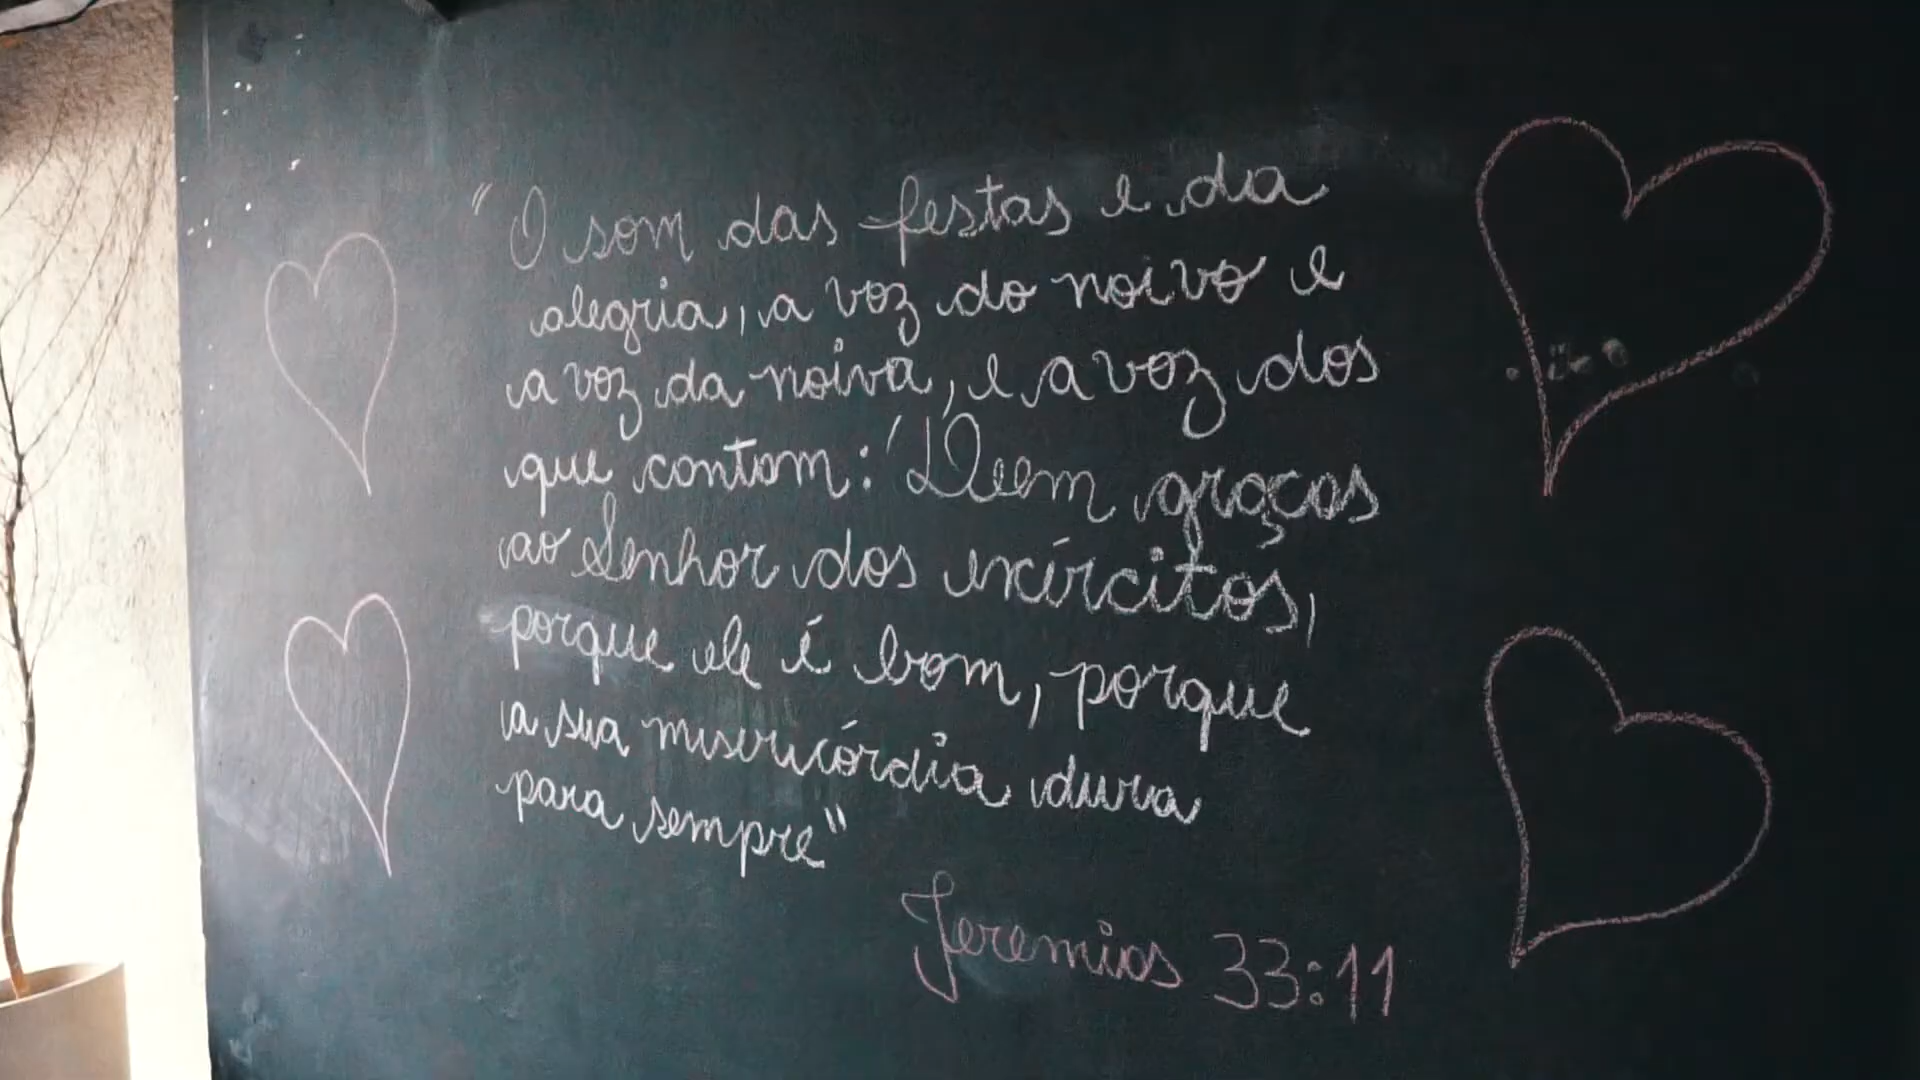 "O som das festas e da
alegria, a voz do noivo e
a voz da noiva, e a voz dos
que cantam: 'Deem graças
ao Senhor dos exércitos,
porque ele é bom, porque
a sua misericórdia dura
para sempre"
Jeremias 33:11